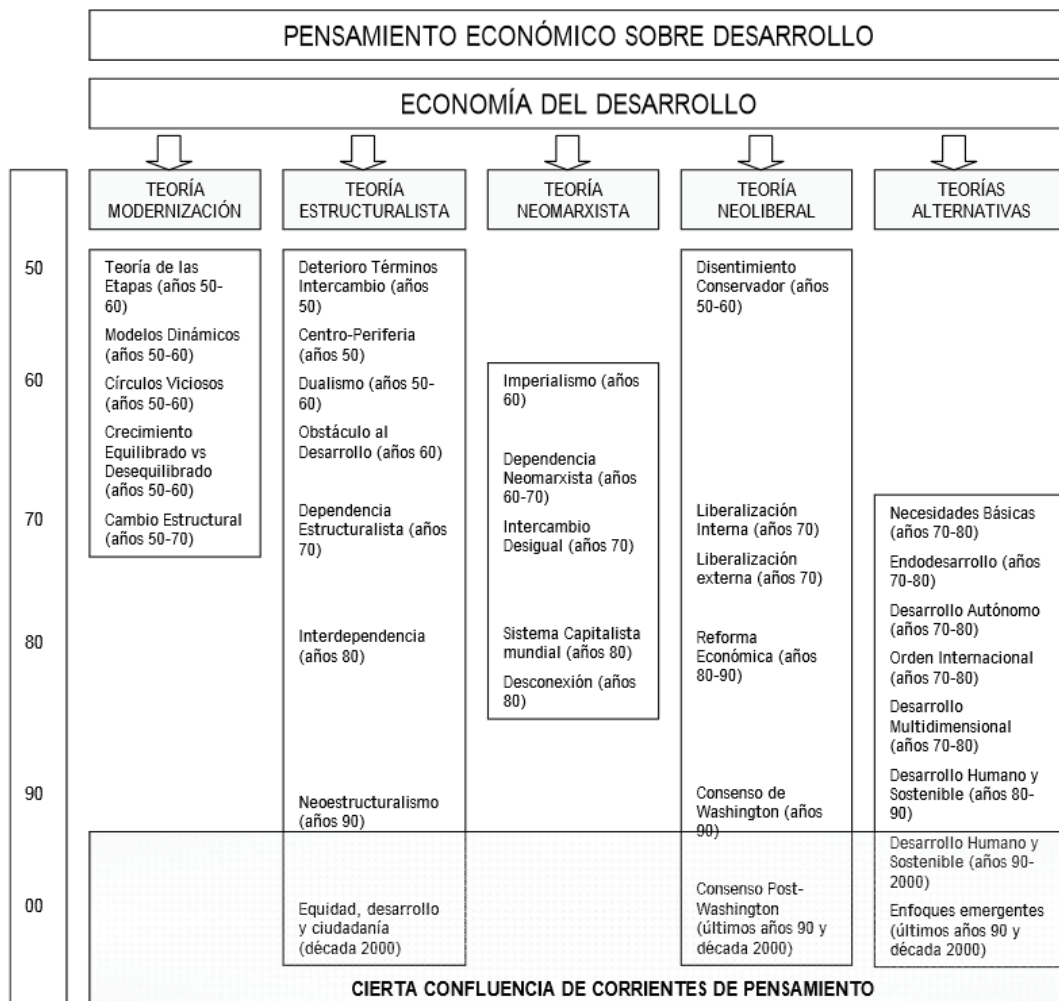 PENSAMIENTO ECONÓMICO SOBRE DESARROLLO
ECONOMÍA DEL DESARROLLO
TEORÍA
MODERNIZACIÓN
TEORÍA
ESTRUCTURALISTA
TEORÍA
NEOMARXISTA
TEORÍA
NEOLIBERAL
TEORÍAS
ALTERNATIVAS
50
60
70
80
90
00
Teoría de las
Etapas (años 50-
60)
Modelos Dinámicos
(años 50-60)
Círculos Viciosos
(años 50-60)
Crecimiento
Equilibrado vs
Desequilibrado
(años 50-60)
Cambio Estructural
(años 50-70)
Deterioro Términos
Intercambio (años
50)
Centro-Periferia
(años 50)
Dualismo (años 50-
60)
Obstáculo al
Desarrollo (años 60)
Dependencia
Estructuralista (años
70)
Interdependencia
(años 80)
Neoestructuralismo
(años 90)
Equidad, desarrollo
y ciudadanía
(década 2000)
Imperialismo (años
60)
Dependencia
Neomarxista (años
60-70)
Intercambio
Desigual (años 70)
Sistema Capitalista
mundial (años 80)
Desconexión (años
80)
Disentimiento
Conservador (años
50-60)
Liberalización
Interna (años 70)
Liberalización
externa (años 70)
Reforma
Económica (años
80-90)
Consenso de
Washington (años
90)
Consenso Post-
Washington
(últimos años 90 y
década 2000)
Necesidades Básicas
(años 70-80)
Endodesarrollo (años
70-80)
Desarrollo Autónomo
(años 70-80)
Orden Internacional
(años 70-80)
Desarrollo
Multidimensional
(años 70-80)
Desarrollo Humano y
Sostenible (años 80-
90)
Desarrollo Humano y
Sostenible (años 90-
2000)
Enfoques emergentes
(últimos años 90 y
década 2000)
CIERTA CONFLUENCIA DE CORRIENTES DE PENSAMIENTO